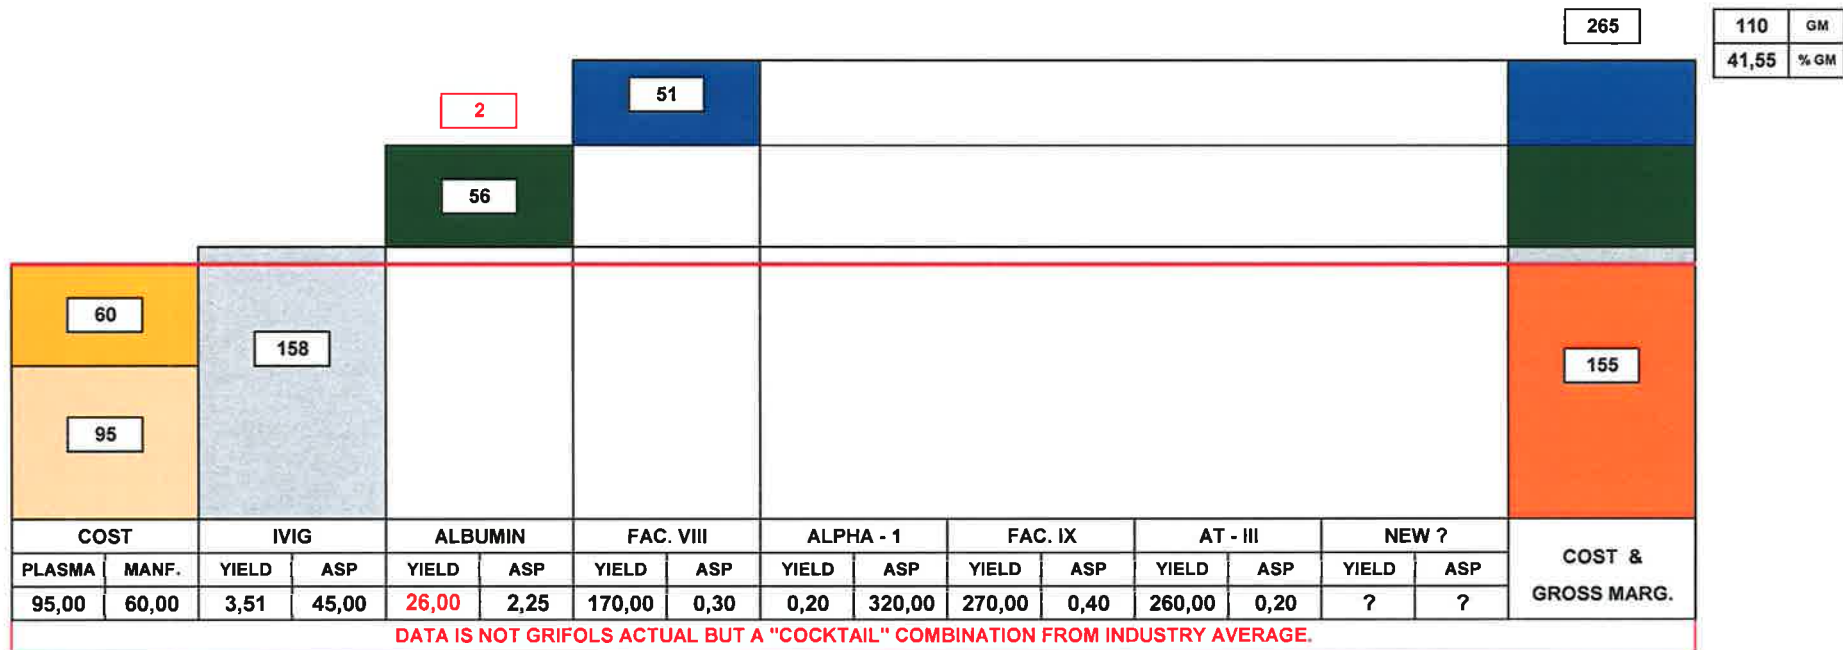 265
110 GM
41,55 % GM
2
51
56
60
158
155
95
COST IVIG ALBUMIN FAC. VIII ALPHA - 1 FAC. IX AT - III NEW ? COST &
GROSS MARG.
PLASMA MANF. YIELD ASP YIELD ASP YIELD ASP YIELD ASP YIELD ASP YIELD ASP YIELD ASP
95,00 60,00 3,51 45,00 26,00 2,25 170,00 0,30 0,20 320,00 270,00 0,40 260,00 0,20 ? ?
DATA IS NOT GRIFOLS ACTUAL BUT A "COCKTAIL" COMBINATION FROM INDUSTRY AVERAGE.